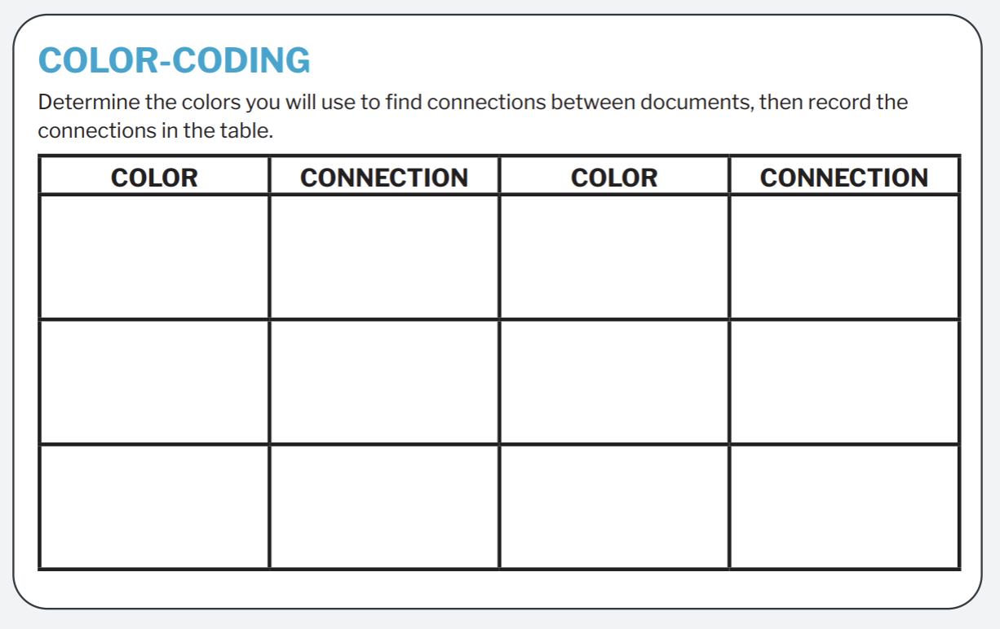 COLOR-CODING
Determine the colors you will use to find connections between documents, then record the
connections in the table.
COLOR CONNECTION COLOR CONNECTION